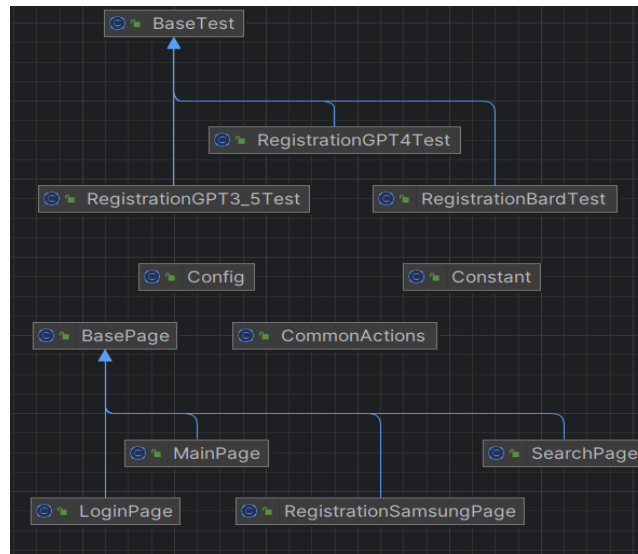 BaseTest
RegistrationGPT4Test
RegistrationGPT3_5Test
RegistrationBardTest
Config
Constant
BasePage
CommonActions
MainPage
SearchPage
LoginPage
RegistrationSamsungPage